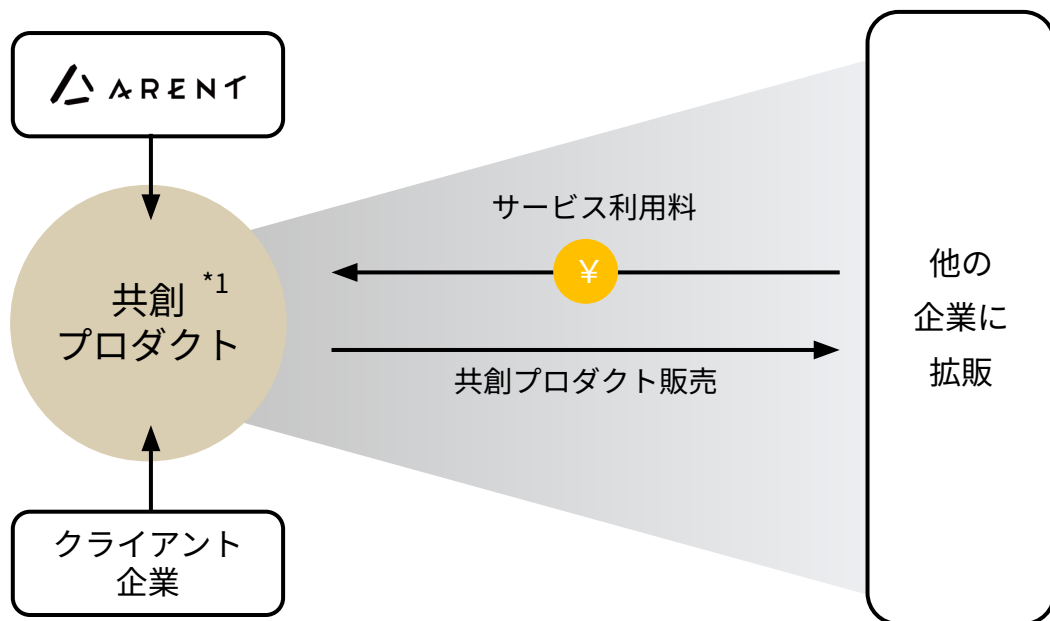 ARENT
サービス利用料
¥
共創 *1
プロダクト
共創プロダクト販売
他の
企業に
拡販
クライアント
企業